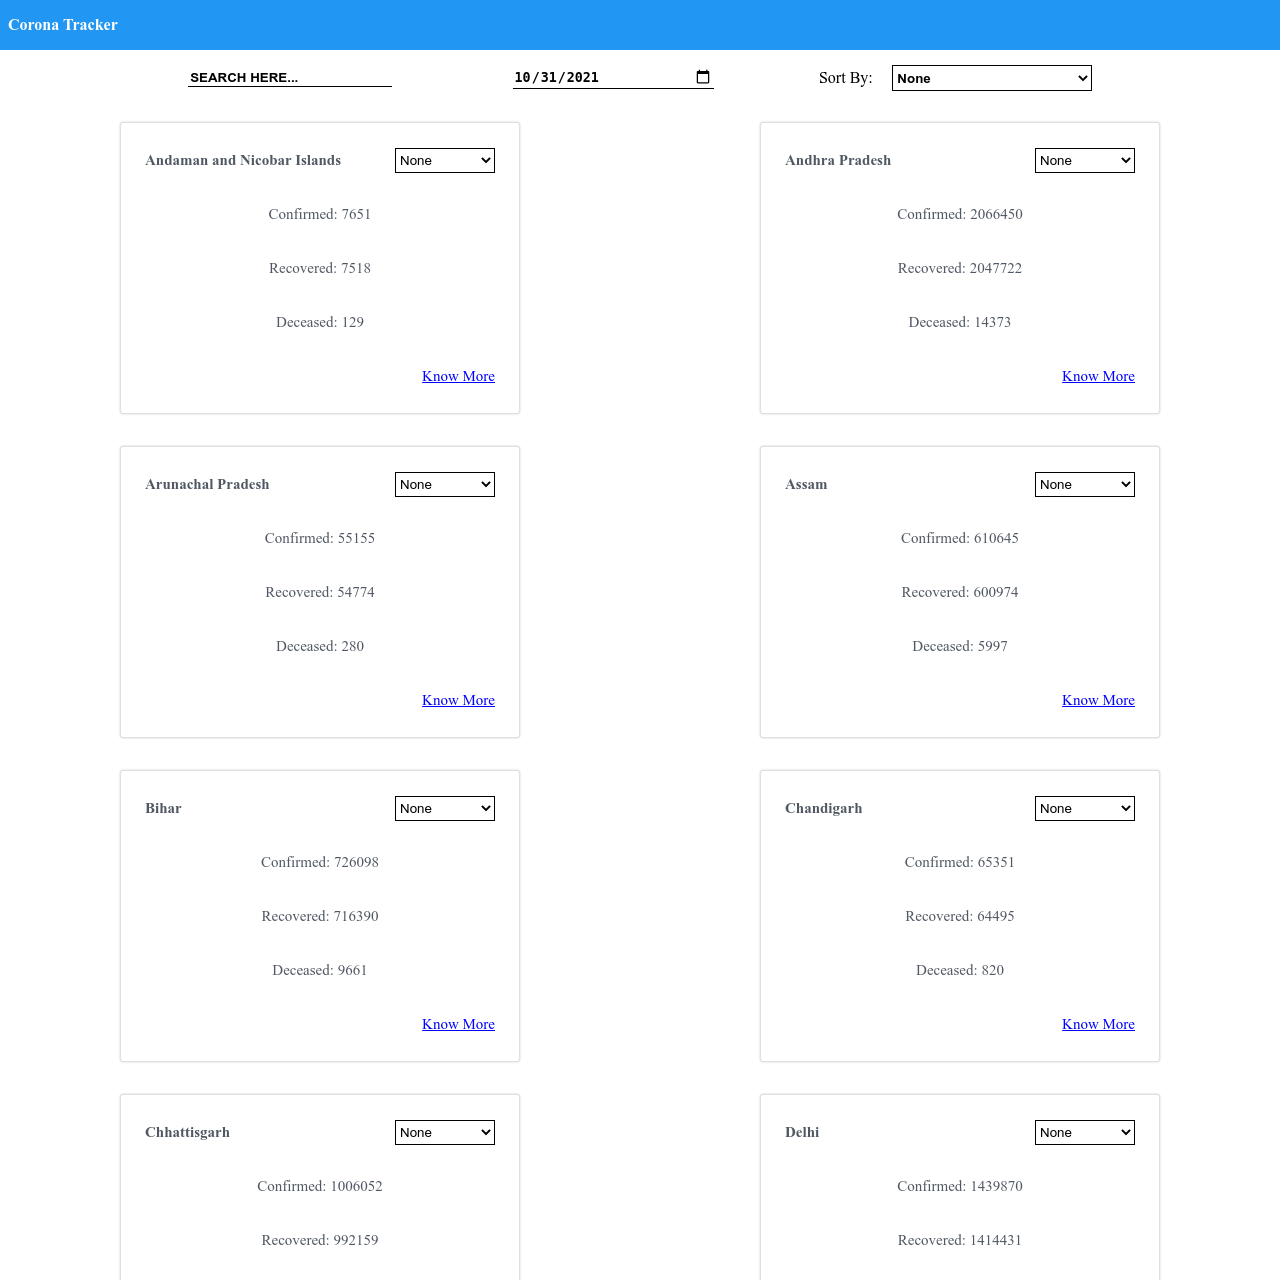 Corona Tracker
SEARCH HERE...
10/31/2021
Sort By: None
Andaman and Nicobar Islands None
Confirmed: 7651
Recovered: 7518
Deceased: 129
Know More
Andhra Pradesh None
Confirmed: 2066450
Recovered: 2047722
Deceased: 14373
Know More
Arunachal Pradesh None
Confirmed: 55155
Recovered: 54774
Deceased: 280
Know More
Assam None
Confirmed: 610645
Recovered: 600974
Deceased: 5997
Know More
Bihar None
Confirmed: 726098
Recovered: 716390
Deceased: 9661
Know More
Chandigarh None
Confirmed: 65351
Recovered: 64495
Deceased: 820
Know More
Chhattisgarh None
Confirmed: 1006052
Recovered: 992159
Delhi None
Confirmed: 1439870
Recovered: 1414431